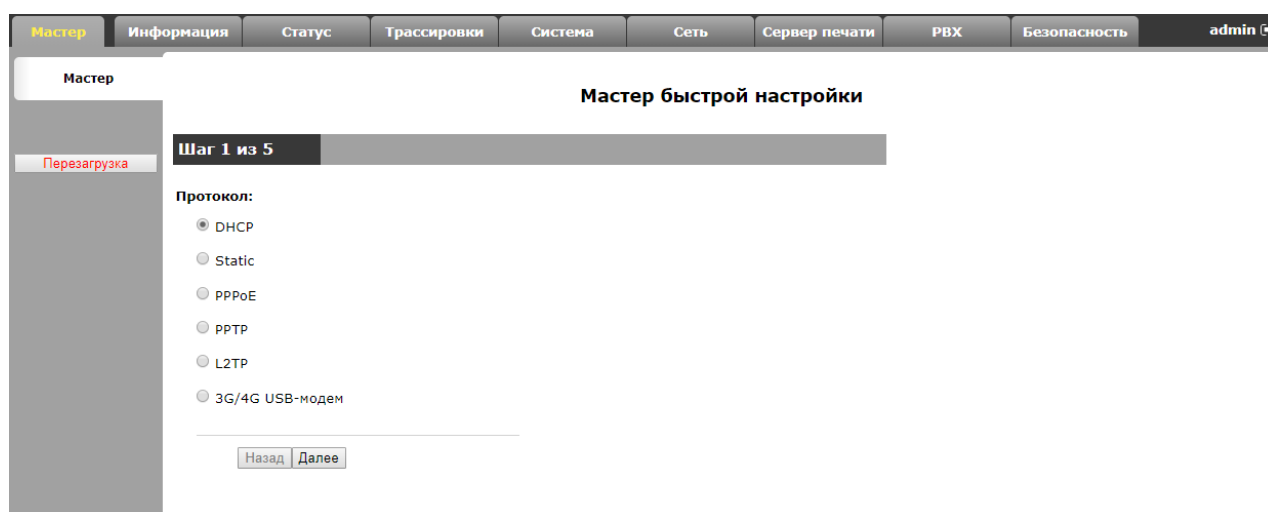 Мастер Информация Статус Трассировки Система Сеть Сервер печати PBX Безопасность admin
Мастер
Мастер быстрой настройки
Перезагрузка
Шаг 1 из 5
Протокол:
DHCP
Static
PPPoE
PPTP
L2TP
3G/4G USB-модем
Назад Далее